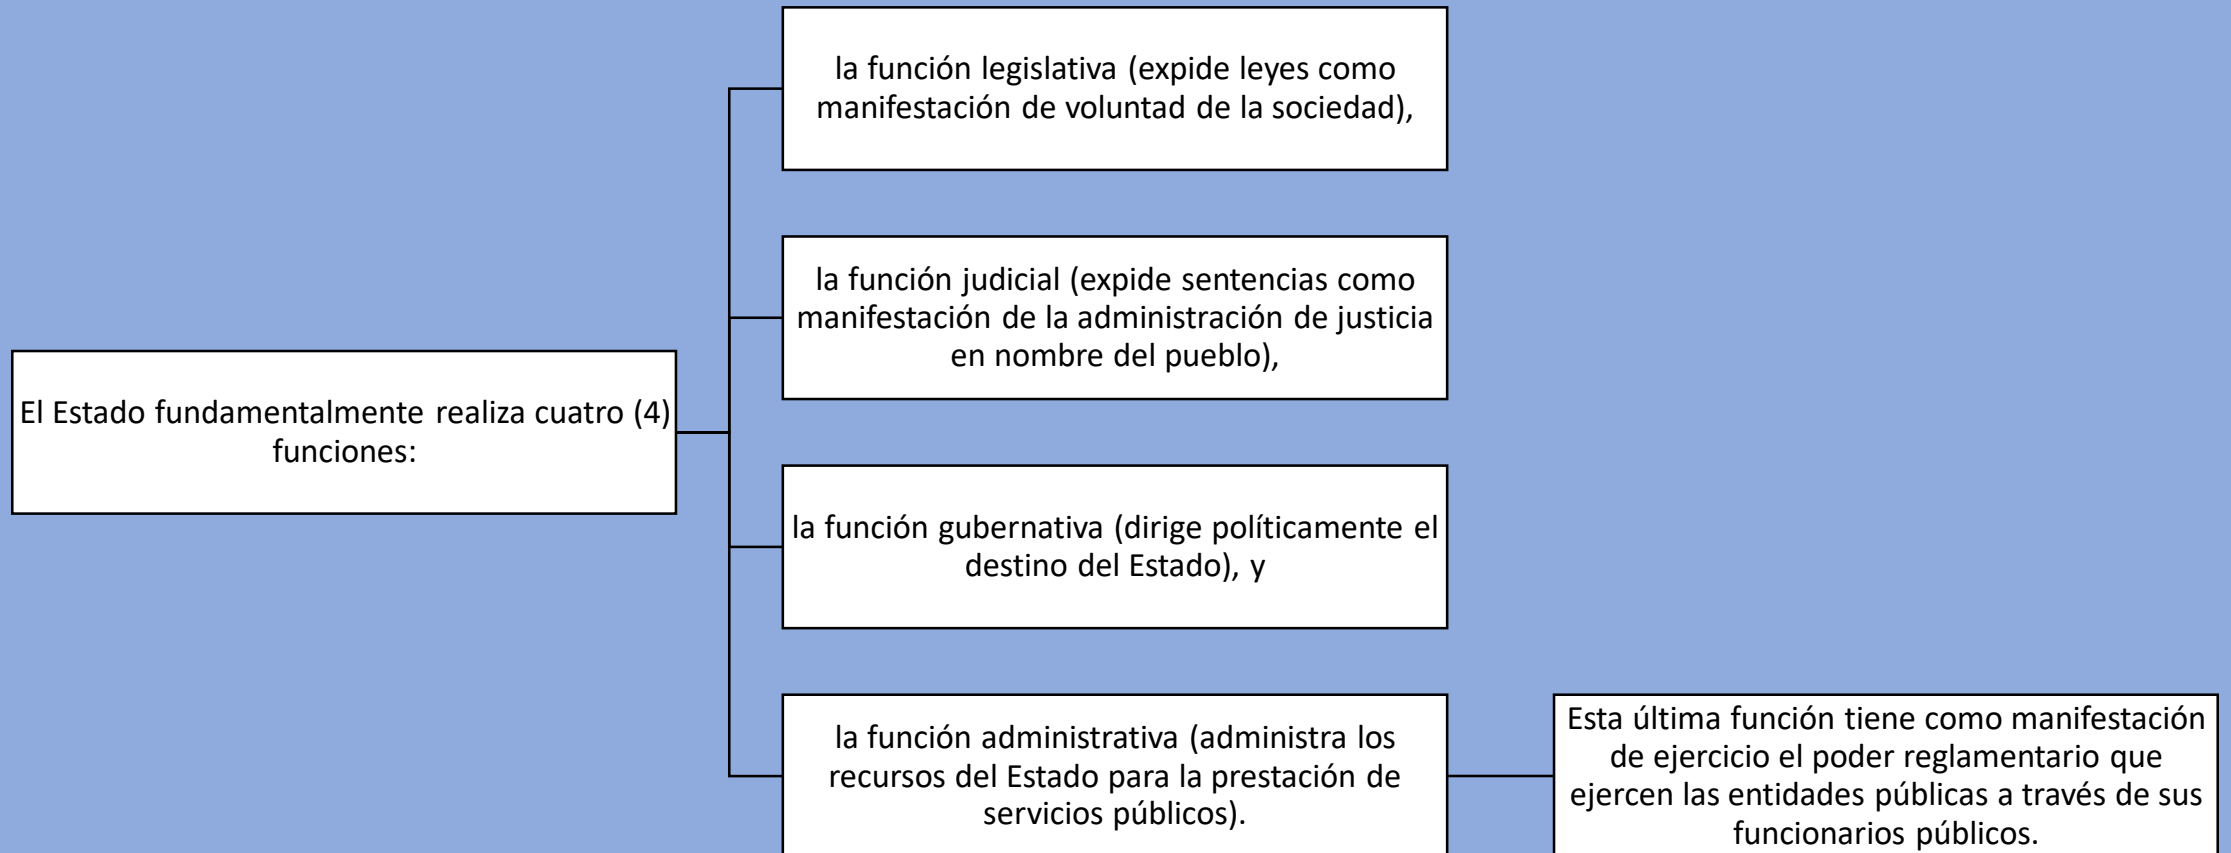 El Estado fundamentalmente realiza cuatro (4)
funciones:
la función legislativa (expide leyes como
manifestación de voluntad de la sociedad),
la función judicial (expide sentencias como
manifestación de la administración de justicia
en nombre del pueblo),
la función gubernativa (dirige políticamente el
destino del Estado), y
la función administrativa (administra los
recursos del Estado para la prestación de
servicios públicos).
Esta última función tiene como manifestación
de ejercicio el poder reglamentario que
ejercen las entidades públicas a través de sus
funcionarios públicos.